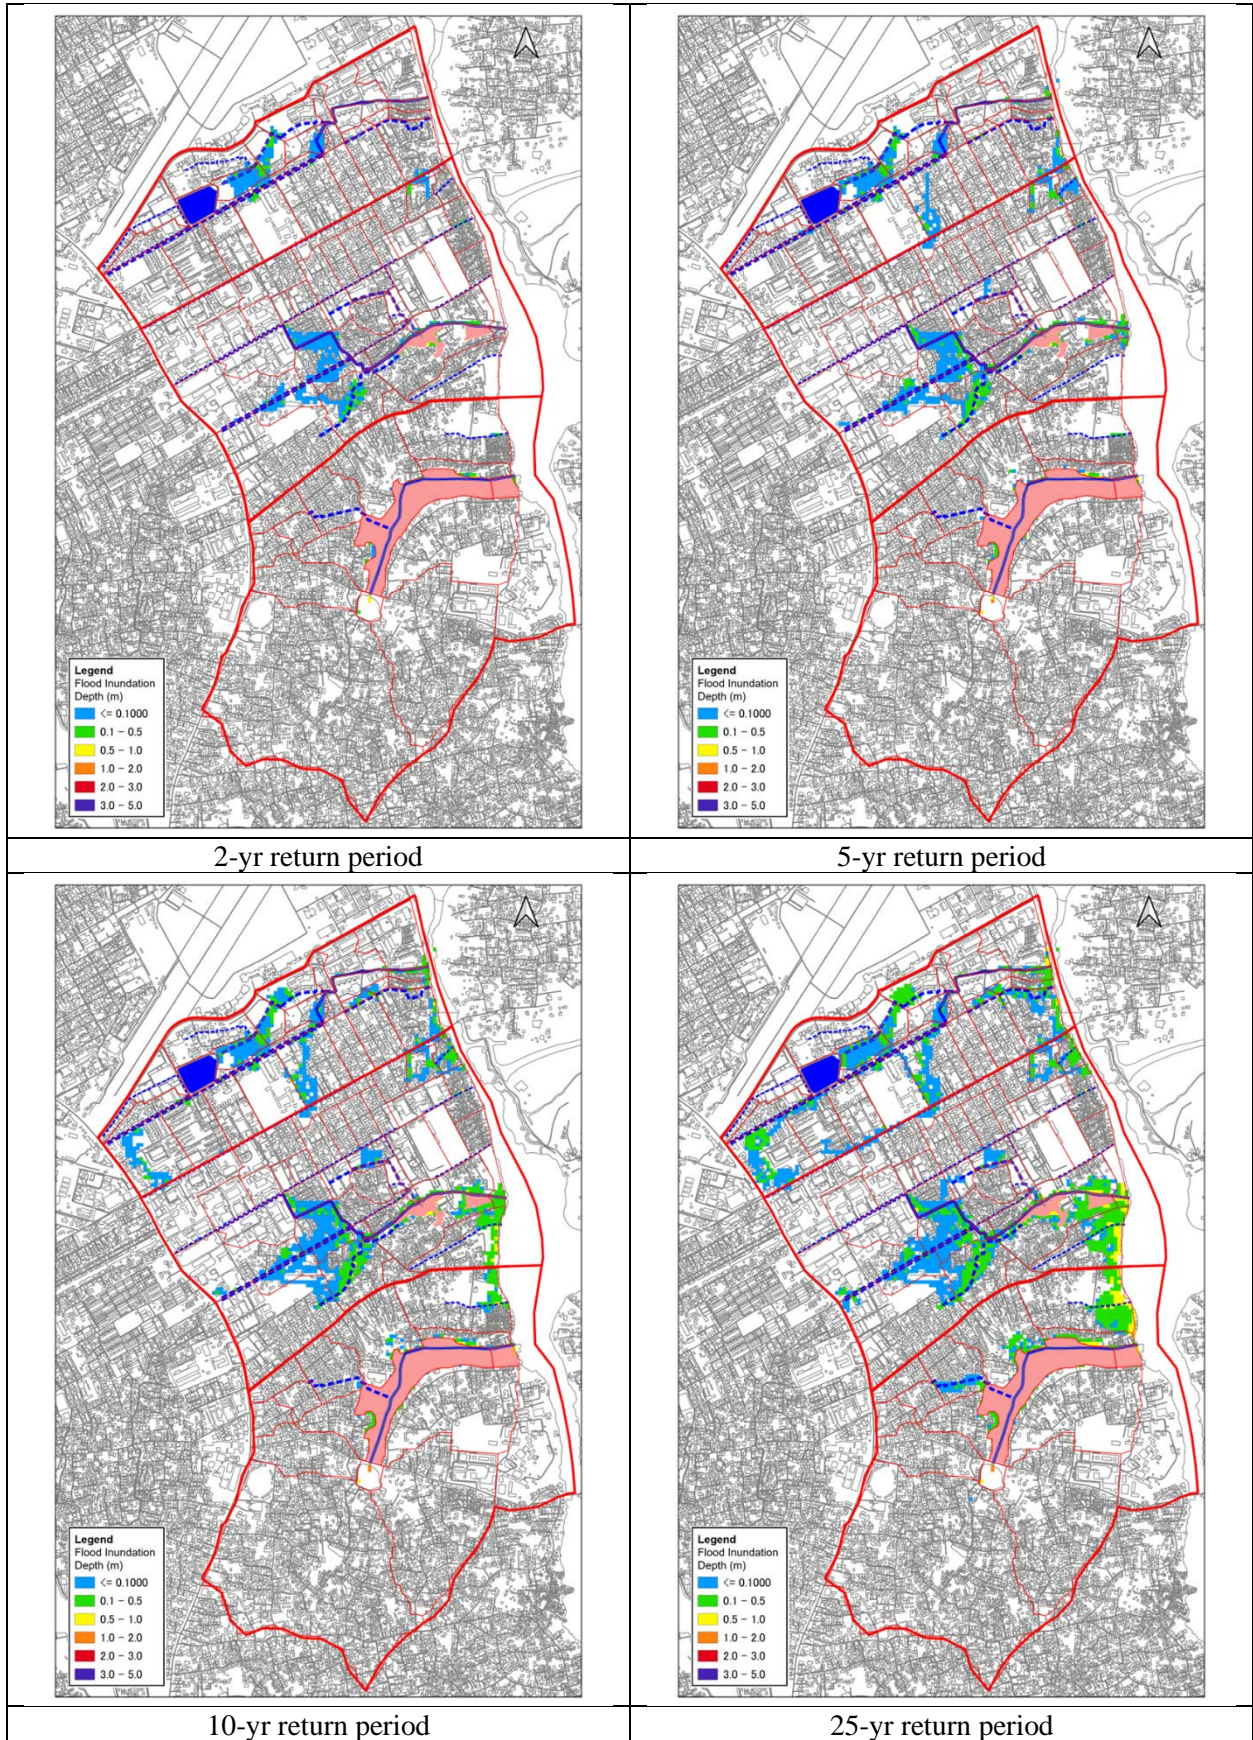 Legend
Flood Inundation
Depth (m)
<= 0.1000
0.1 – 0.5
0.5 – 1.0
1.0 – 2.0
2.0 – 3.0
3.0 – 5.0
2-yr return period
Legend
Flood Inundation
Depth (m)
<= 0.1000
0.1 – 0.5
0.5 – 1.0
1.0 – 2.0
2.0 – 3.0
3.0 – 5.0
5-yr return period
Legend
Flood Inundation
Depth (m)
<= 0.1000
0.1 – 0.5
0.5 – 1.0
1.0 – 2.0
2.0 – 3.0
3.0 – 5.0
10-yr return period
Legend
Flood Inundation
Depth (m)
<= 0.1000
0.1 – 0.5
0.5 – 1.0
1.0 – 2.0
2.0 – 3.0
3.0 – 5.0
25-yr return period